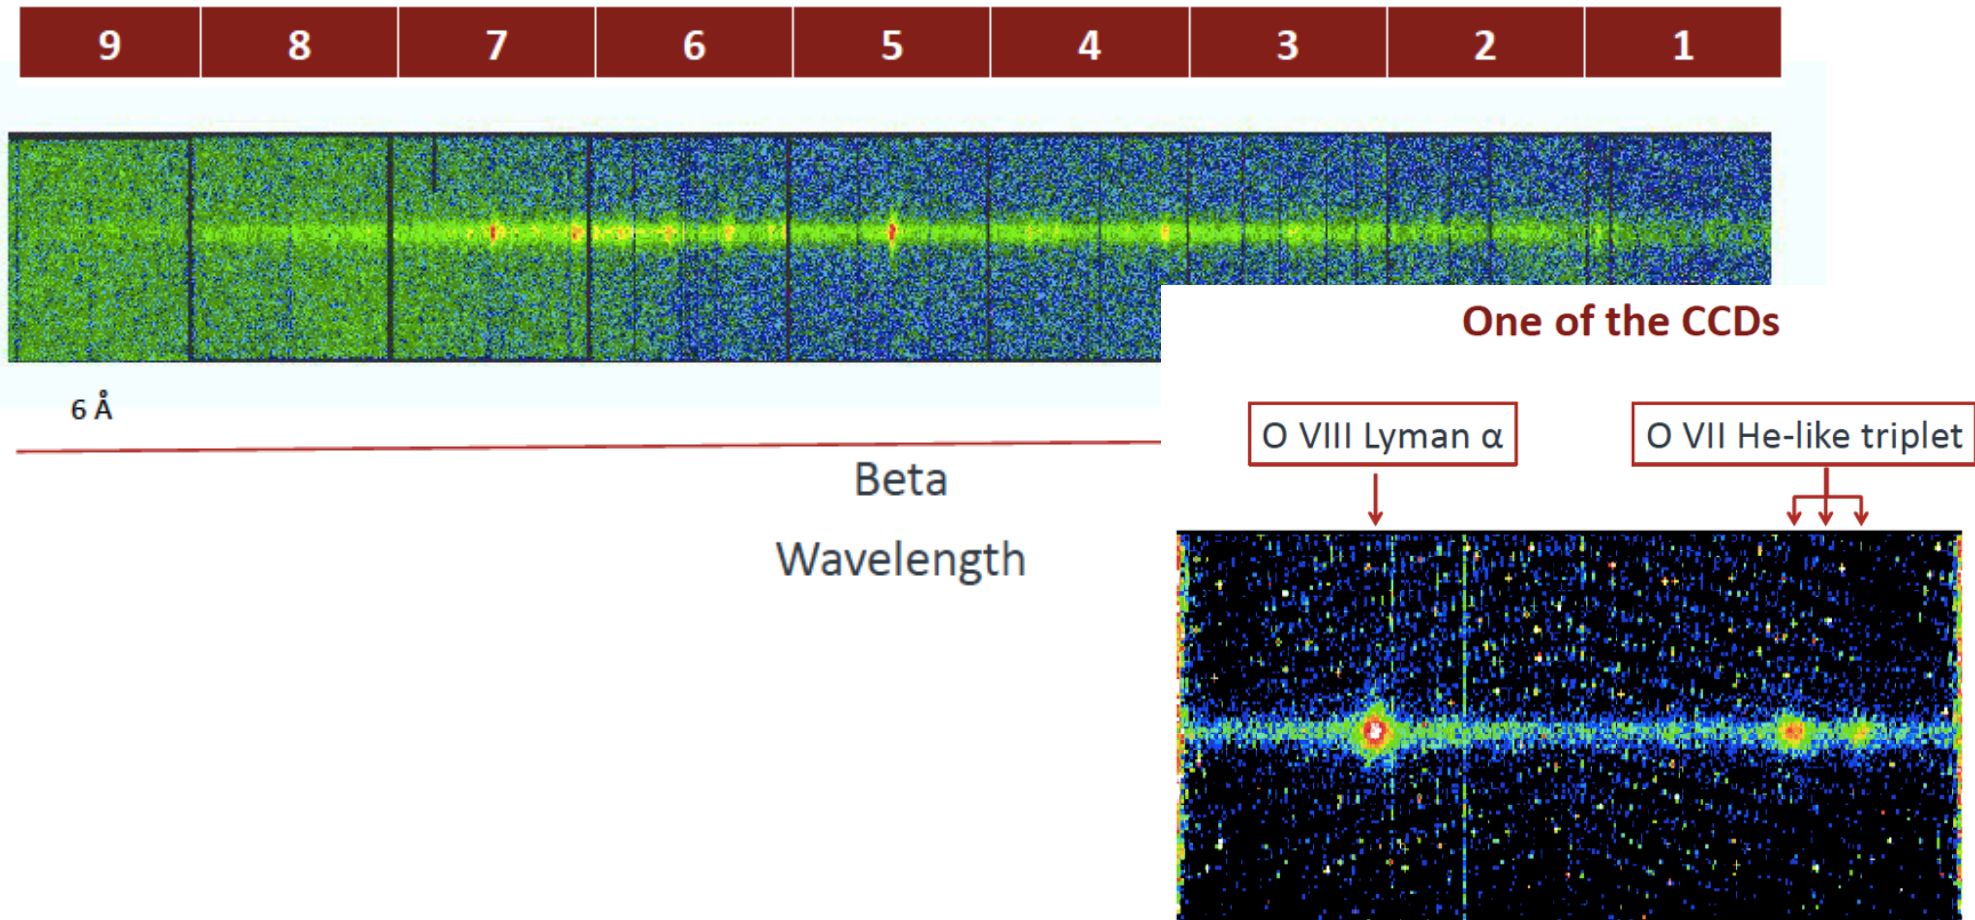 9 8 7 6 5 4 3 2 1
One of the CCDs
6 Å
O VIII Lyman α
O VII He-like triplet
Beta
Wavelength